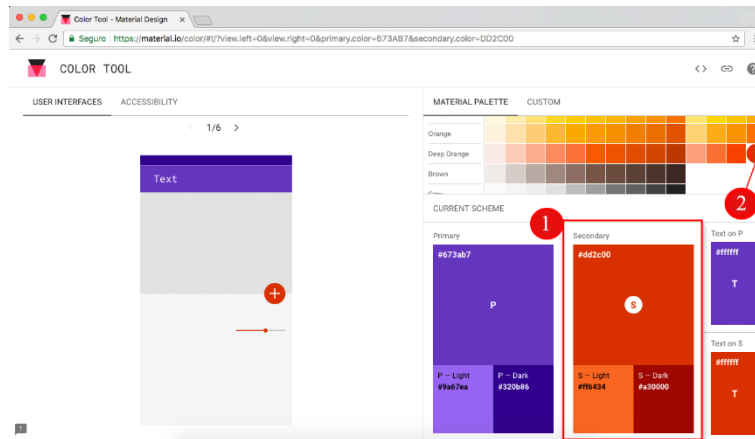 Color Tool - Material Design
Seguro https://material.io/color/#!/?view.left=0&view.right=0&primary.color=673AB7&secondary.color=DD2C00
COLOR TOOL
USER INTERFACES ACCESSIBILITY
1/6
Text
MATERIAL PALETTE CUSTOM
Orange
Deep Orange
Brown
2
CURRENT SCHEME
1
Primary Secondary Text on P
#673ab7 #dd2c00 #ffffff
P S T
Text on S
#ffffff
P – Light P – Dark S – Light S – Dark
#9a67ea #320b86 #ff6434 #a30000
T